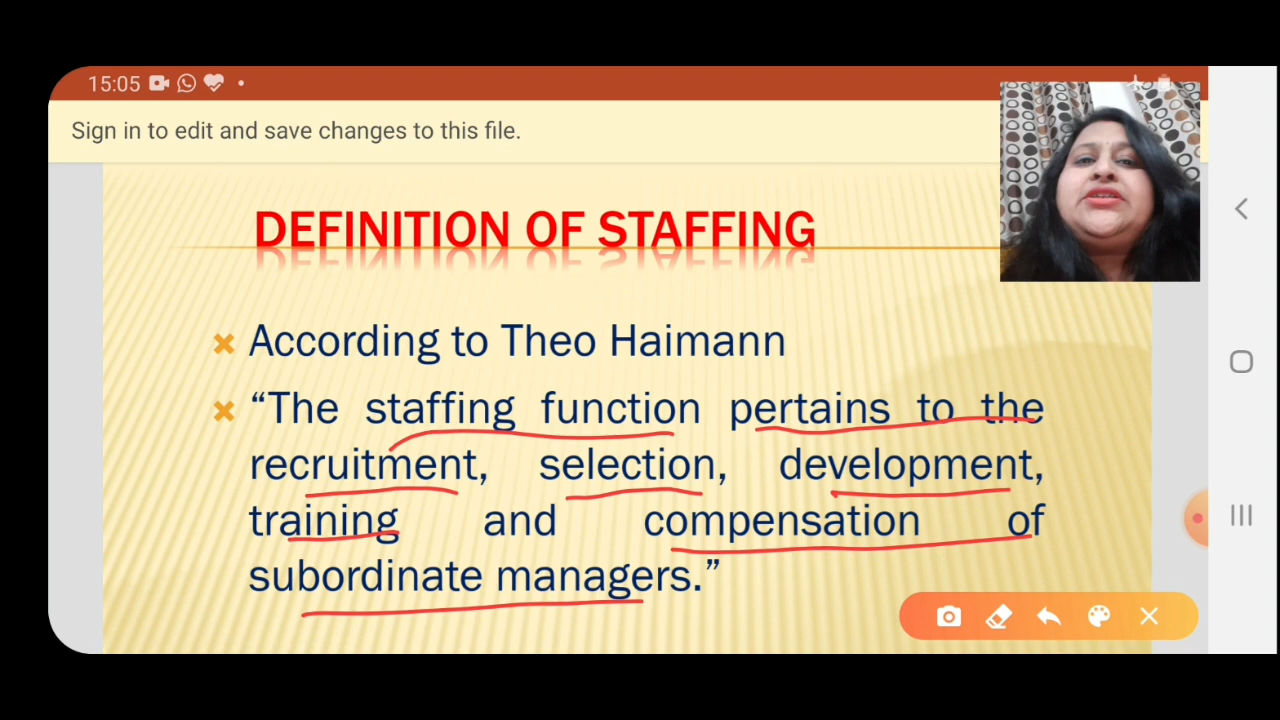 15:05
Sign in to edit and save changes to this file.
DEFINITION OF STAFFING
According to Theo Haimann
“The staffing function pertains to the
recruitment, selection, development,
training and compensation of
subordinate managers.”